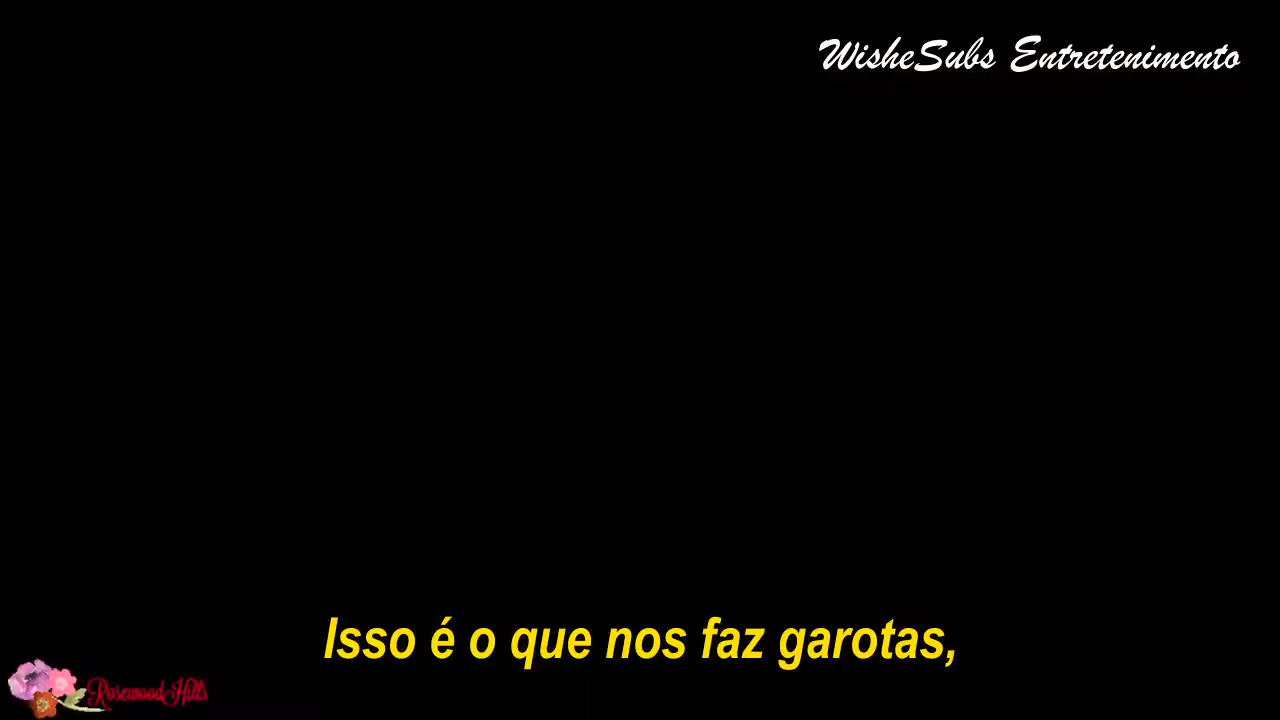 WisheSubs Entretenimento
Isso é o que nos faz garotas,
Rosewood Hills